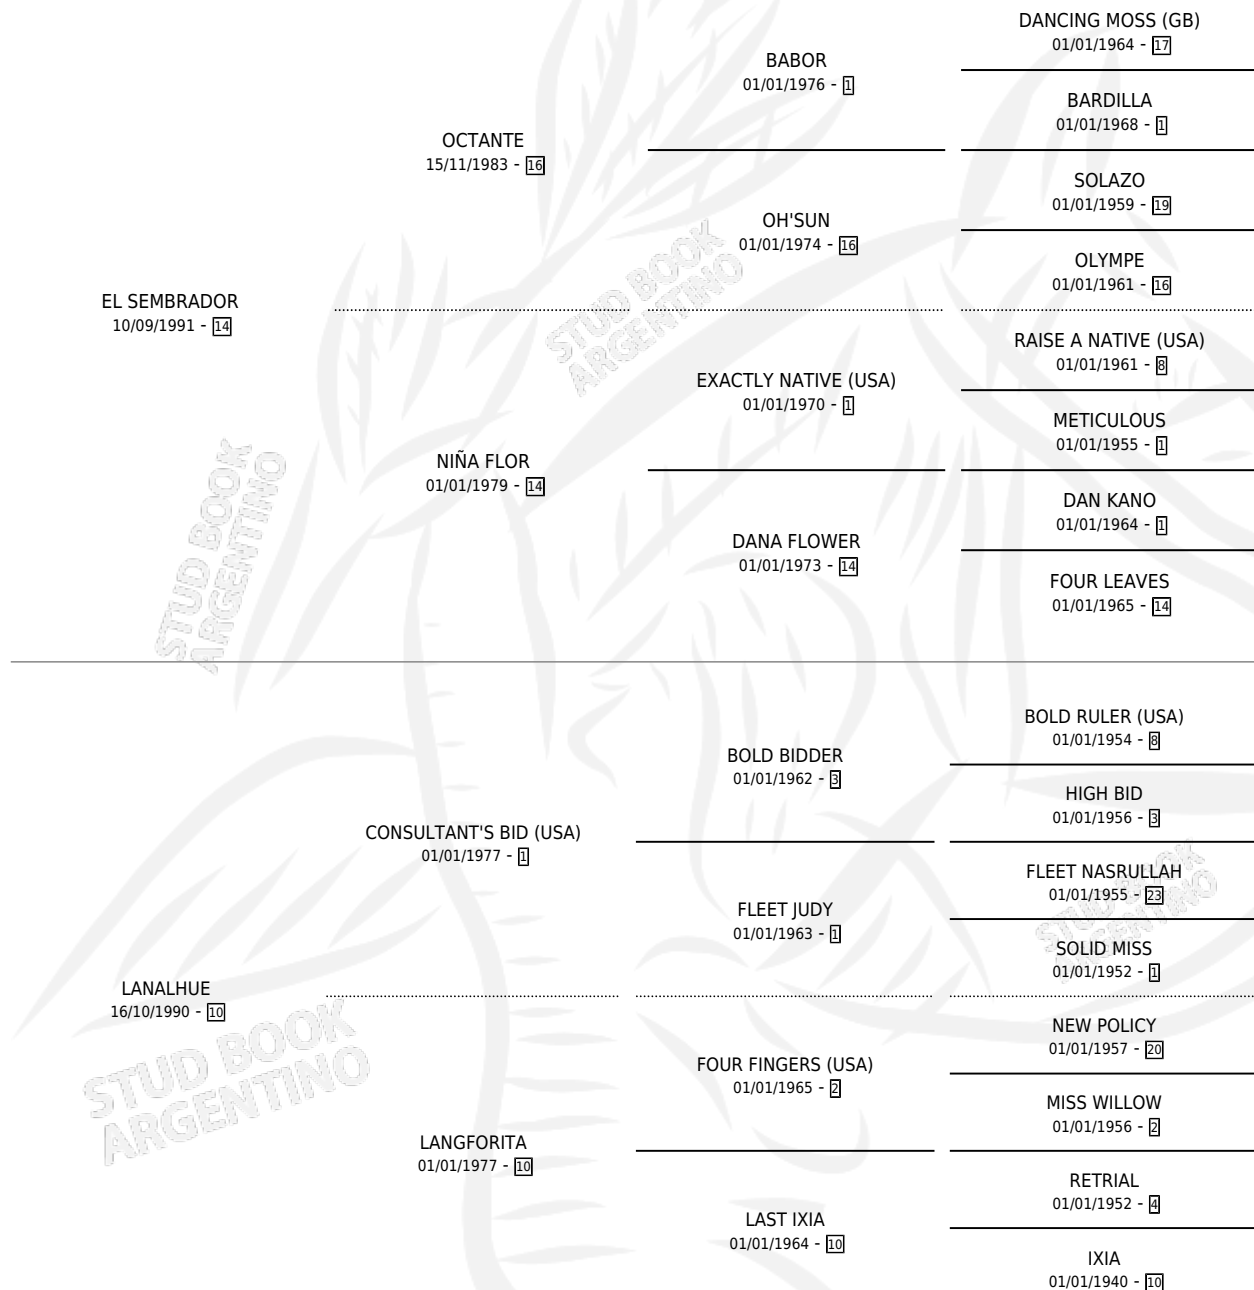 DANCING MOSS (GB)
01/01/1964 - 17
BABOR
01/01/1976 - 1
BARDILLA
01/01/1968 - 1
OCTANTE
15/11/1983 - 16
SOLAZO
01/01/1959 - 19
OH'SUN
01/01/1974 - 16
OLYMPE
01/01/1961 - 16
EL SEMBRADOR
10/09/1991 - 14
RAISE A NATIVE (USA)
01/01/1961 - 8
EXACTLY NATIVE (USA)
01/01/1970 - 1
METICULOUS
01/01/1955 - 1
NIÑA FLOR
01/01/1979 - 14
DAN KANO
01/01/1964 - 1
DANA FLOWER
01/01/1973 - 14
FOUR LEAVES
01/01/1965 - 14
BOLD RULER (USA)
01/01/1954 - 8
BOLD BIDDER
01/01/1962 - 3
HIGH BID
01/01/1956 - 3
CONSULTANT'S BID (USA)
01/01/1977 - 1
FLEET NASRULLAH
01/01/1955 - 23
FLEET JUDY
01/01/1963 - 1
SOLID MISS
01/01/1952 - 1
LANALHUE
16/10/1990 - 10
NEW POLICY
01/01/1957 - 20
FOUR FINGERS (USA)
01/01/1965 - 2
MISS WILLOW
01/01/1956 - 2
LANGFORITA
01/01/1977 - 10
RETRIAL
01/01/1952 - 4
LAST IXIA
01/01/1964 - 10
IXIA
01/01/1940 - 10
STUD BOOK
ARGENTINO
STUD BOOK
ARGENTINO
STUD BOOK
ARGENTINO
STUD BOOK
ARGENTINO